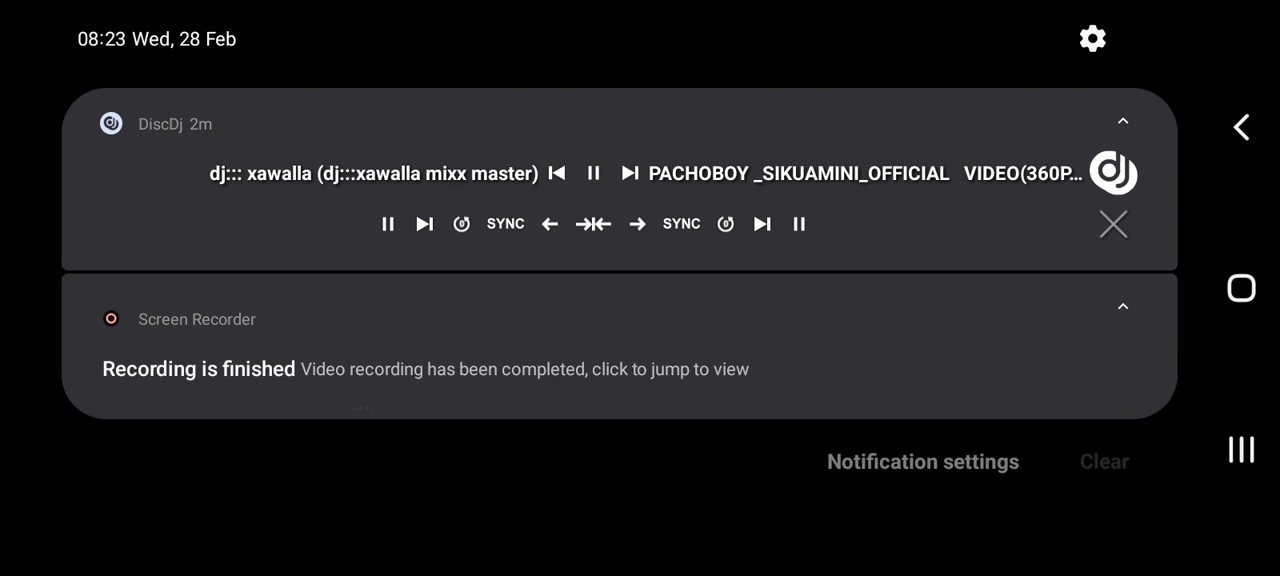 08:23 Wed, 28 Feb
DiscDj 2m
dj::: xawalla (dj:::xawalla mixx master) PACHOBOY _SIKUAMINI_OFFICIAL VIDEO(360P...
SYNC SYNC
Screen Recorder
Recording is finished Video recording has been completed, click to jump to view
Notification settings Clear